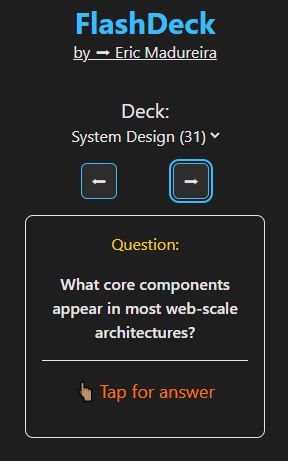 FlashDeck
by ➞ Eric Madureira
Deck:
System Design (31)
←
→
Question:
What core components
appear in most web-scale
architectures?
👆🏽 Tap for answer